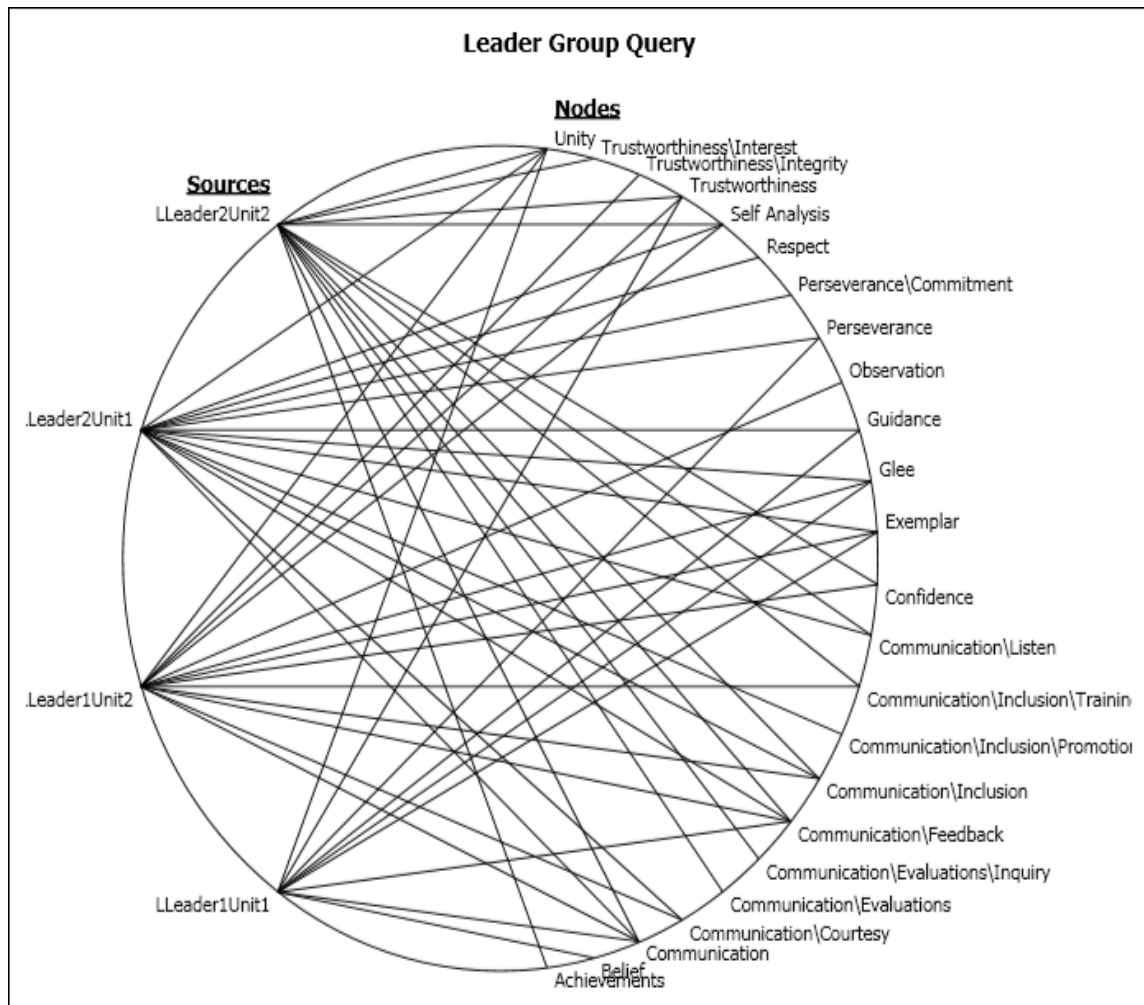 Leader Group Query
Nodes
Unity
Trustworthiness\Interest
Trustworthiness\Integrity
Sources
Trustworthiness
LLeader2Unit2
Self Analysis
Respect
Perseverance\Commitment
Perseverance
Observation
.Leader2Unit1
Guidance
Glee
Exemplar
Confidence
Communication\Listen
.Leader1Unit2
Communication\Inclusion\Training
Communication\Inclusion\Promotion
Communication\Inclusion
Communication\Feedback
Communication\Evaluations\Inquiry
LLeader1Unit1
Communication\Evaluations
Communication\Courtesy
Communication
Belief
Achievements